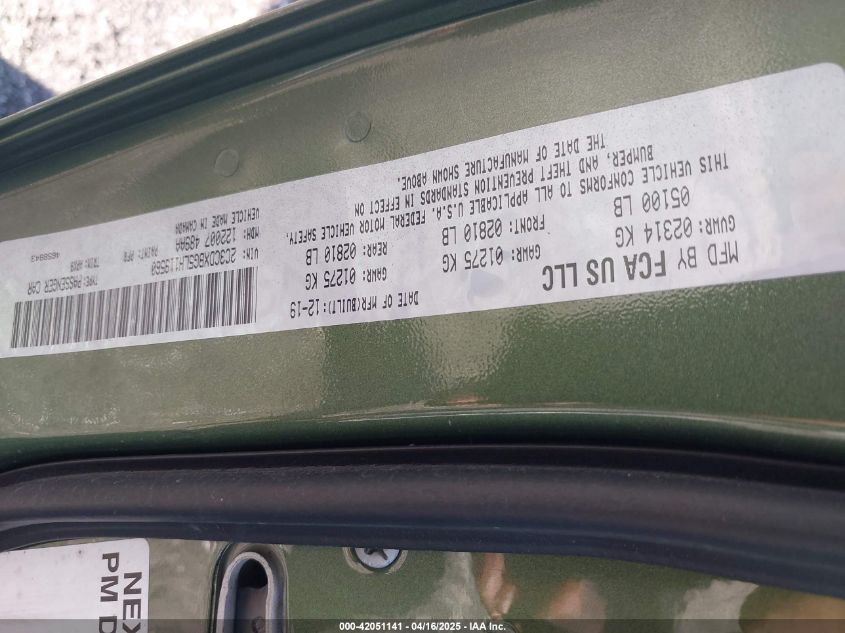 MFD BY FCA US LLC
DATE OF MFR(BUILT): 12-19
GVWR: 02314 KG GAWR: 01275 KG GAWR: 01275 KG
05100 LB FRONT: 02810 LB REAR: 02810 LB
THIS VEHICLE CONFORMS TO ALL APPLICABLE U.S.A. FEDERAL MOTOR VEHICLE SAFETY,
BUMPER, AND THEFT PREVENTION STANDARDS IN EFFECT ON
THE DATE OF MANUFACTURE SHOWN ABOVE.
VIN: 2C3CDXBG5LH119560 TYPE: PASSENGER CAR
MDH: 122007 489AA PAINT: TRIM:
VEHICLE MADE IN CANADA 4658843
NEX
PM D
000-42051141 - 04/16/2025 - IAA Inc.